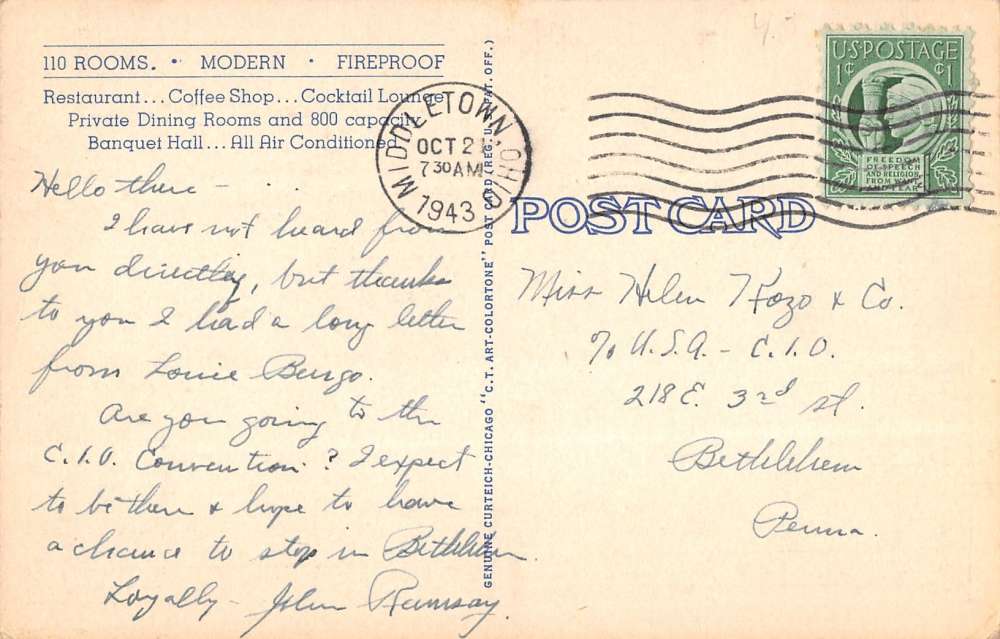 110 ROOMS. • MODERN • FIREPROOF
Restaurant... Coffee Shop... Cocktail Lounge
Private Dining Rooms and 800 capacity
Banquet Hall... All Air Conditioned
Hello there - ...
I have not heard from
you directly, but thanks
to you I had a long letter
from Louie Burgo.
Are you going to the
C.I.O. Convention? I expect
to be there & hope to have
a chance to stop in Bethlehem
Loyally - John Ramsay
GENUINE CURTEICH-CHICAGO "C.T. ART-COLORTONE" POST CARD (REG. U.S. PAT. OFF.)
MIDDLETOWN, OHIO
OCT 2
7 30 AM
1943
U·S·POSTAGE
1¢ ¢1
FREEDOM
OF SPEECH
AND RELIGION,
FROM WANT
AND FEAR
POST CARD
Miss Helen Kozo & Co.
% U.S.A. - C.I.O.
218 E. 3rd St.
Bethlehem
Penna.